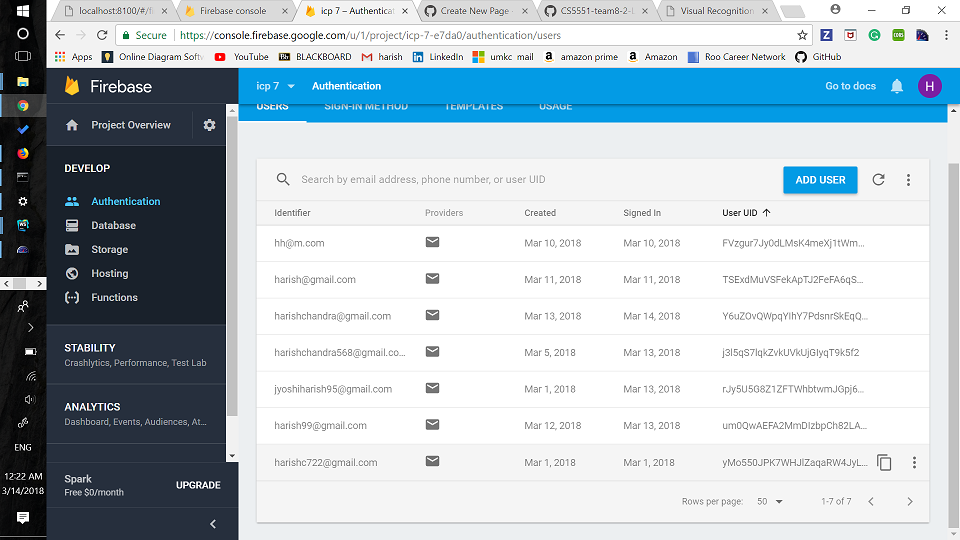 localhost:8100/#/fi
Firebase console
icp 7 – Authenticat
Create New Page -
CS5551-team8-2-l
Visual Recognition
Secure
https://console.firebase.google.com/u/1/project/icp-7-e7da0/authentication/users
Apps
Online Diagram Softw
YouTube
BLACKBOARD
harish
LinkedIn
umkc mail
amazon prime
Amazon
Roo Career Network
GitHub
Firebase
icp 7
Authentication
Go to docs
H
USERS
SIGN-IN METHOD
TEMPLATES
USAGE
Project Overview
DEVELOP
Authentication
Database
Storage
Hosting
Functions
STABILITY
Crashlytics, Performance, Test Lab
ANALYTICS
Dashboard, Events, Audiences, At...
Spark
Free $0/month
UPGRADE
Search by email address, phone number, or user UID
ADD USER
Identifier Providers Created Signed In User UID
hh@m.com Mar 10, 2018 Mar 10, 2018 FVzgur7Jy0dLMsK4meXj1tWm...
harish@gmail.com Mar 11, 2018 Mar 11, 2018 TSExdMuVSFekApTJ2FeFA6qS...
harishchandra@gmail.com Mar 13, 2018 Mar 14, 2018 Y6uZOvQWpqYIhY7PdsnrSkEqQ...
harishchandra568@gmail.co... Mar 5, 2018 Mar 13, 2018 j3l5qS7lqkZvkUVkUjGIyqT9k5f2
jyoshiharish95@gmail.com Mar 1, 2018 Mar 13, 2018 rJy5U5G8Z1ZFTWhbtwmJGpj6...
harish99@gmail.com Mar 12, 2018 Mar 13, 2018 um0QwAEFA2MmDIzbpCh82LA...
harishc722@gmail.com Mar 1, 2018 Mar 1, 2018 yMo550JPK7WHJlZaqaRW4JyL...
Rows per page: 50 1-7 of 7
ENG
12:22 AM
3/14/2018